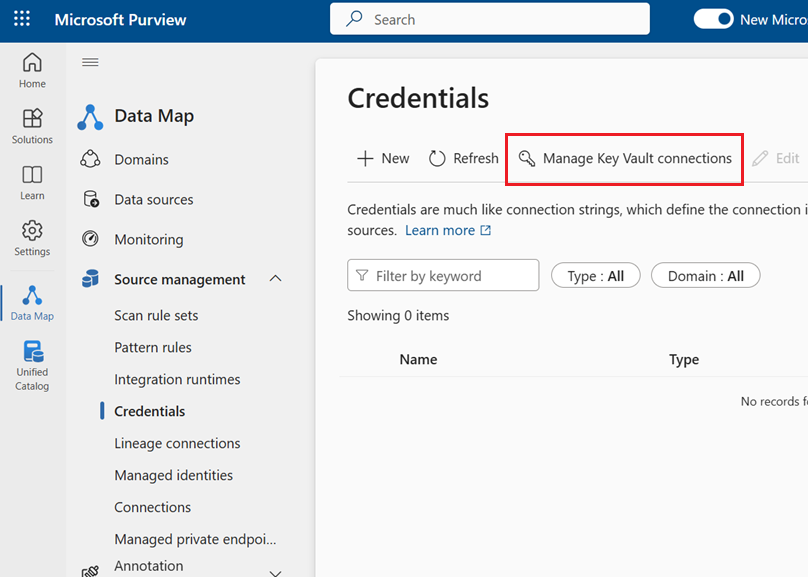 Microsoft Purview
Search
New Micro
Home
Solutions
Learn
Settings
Data Map
Unified
Catalog
Data Map
Domains
Data sources
Monitoring
Source management
Scan rule sets
Pattern rules
Integration runtimes
Credentials
Lineage connections
Managed identities
Connections
Managed private endpoi...
Annotation
Credentials
New Refresh Manage Key Vault connections Edit
Credentials are much like connection strings, which define the connection i
sources. Learn more
Filter by keyword Type : All Domain : All
Showing 0 items
Name Type
No records f